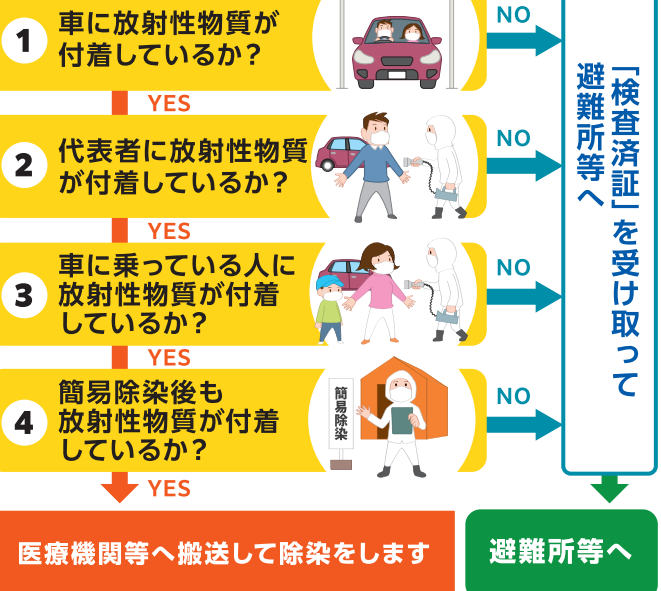 1
車に放射性物質が
付着しているか？
NO
YES
2
代表者に放射性物質
が付着しているか？
NO
YES
3
車に乗っている人に
放射性物質が付着
しているか？
NO
YES
4
簡易除染後も
放射性物質が付着
しているか？
簡易除染
NO
YES
「検査済証」を受け取って
避難所等へ
医療機関等へ搬送して除染をします
避難所等へ